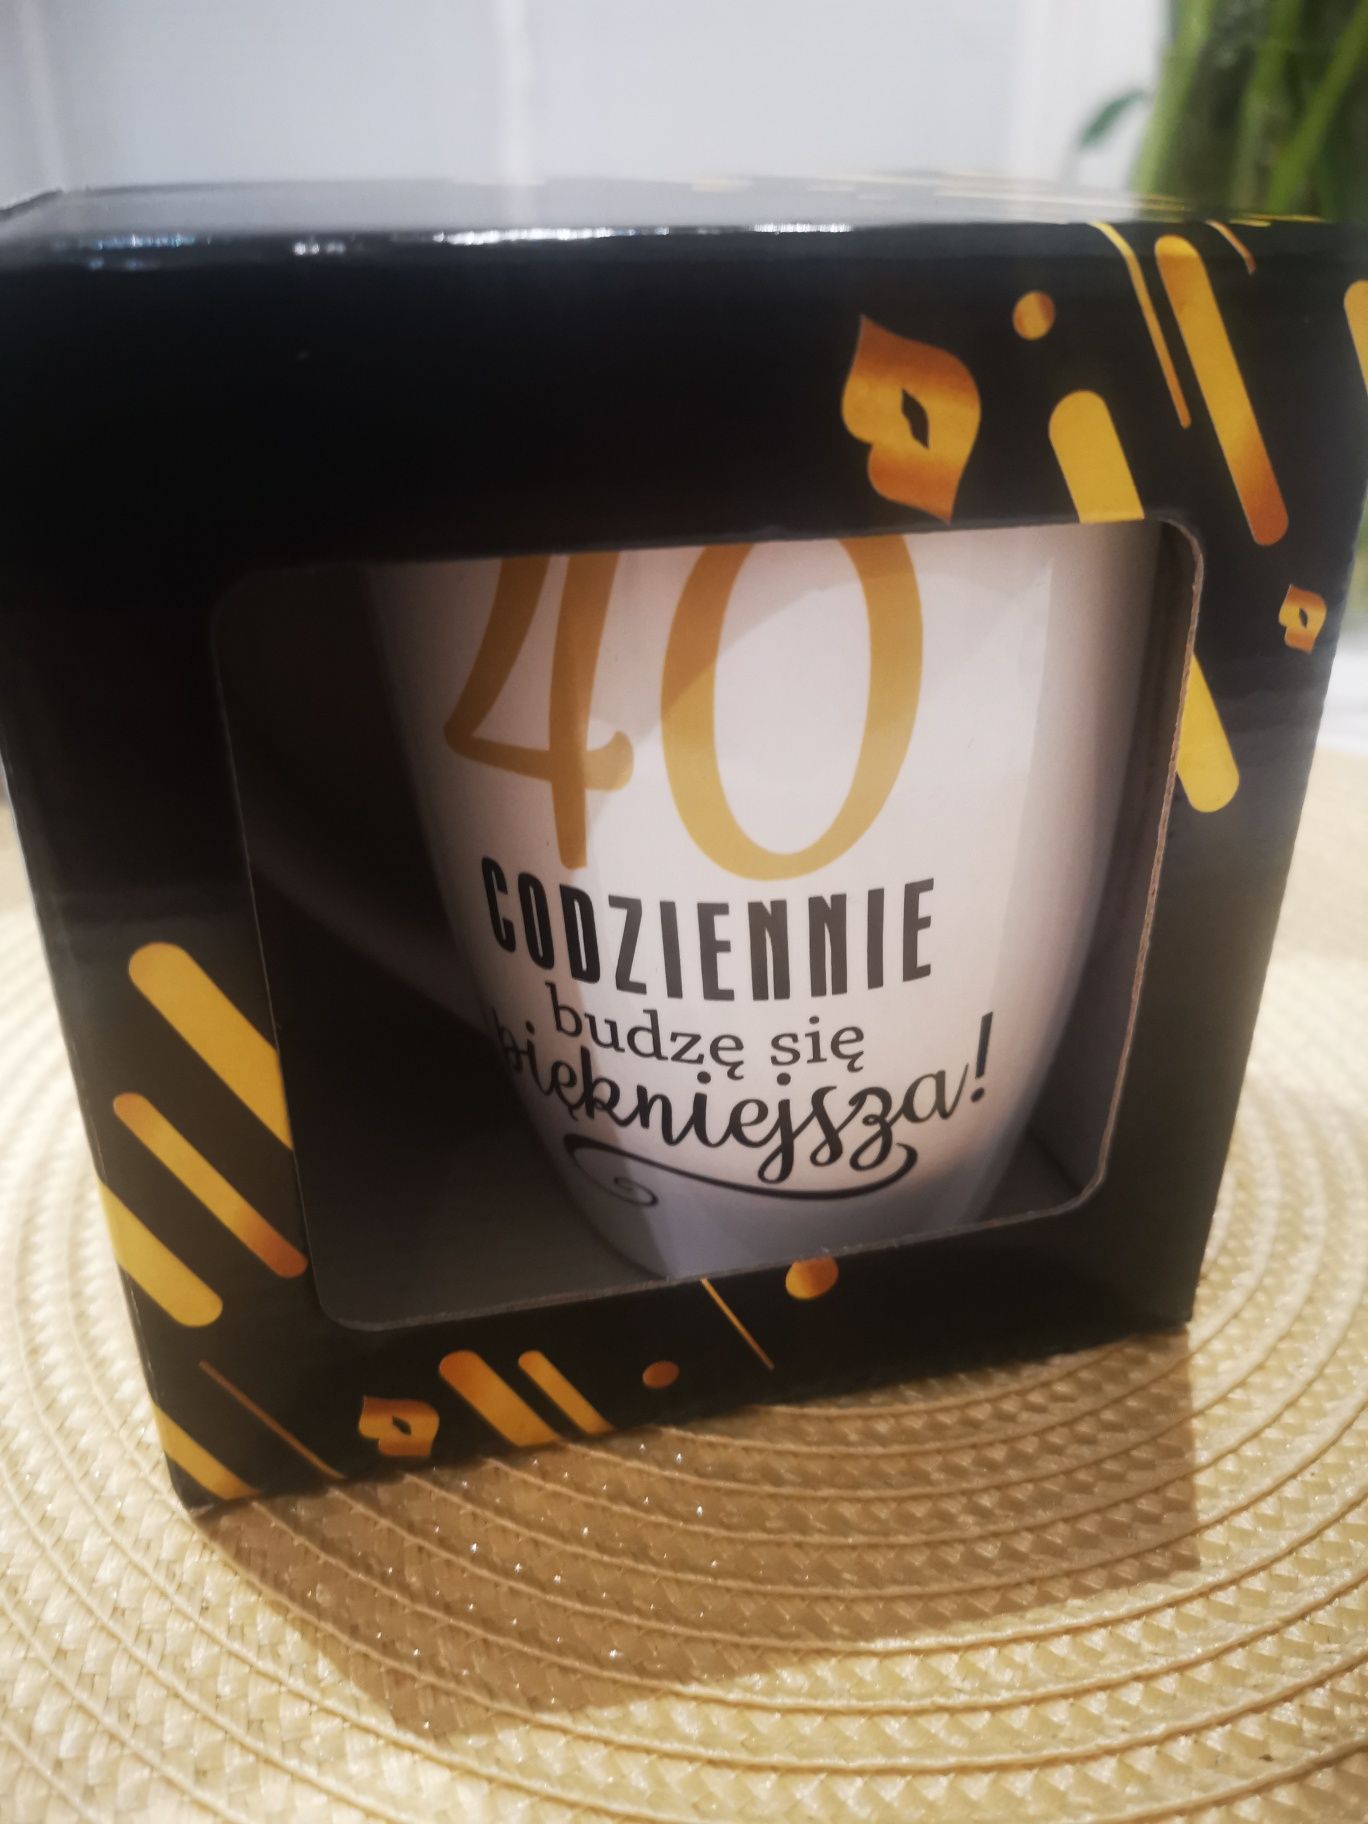 40
CODZIENNIE
budzę się
piękniejsza!